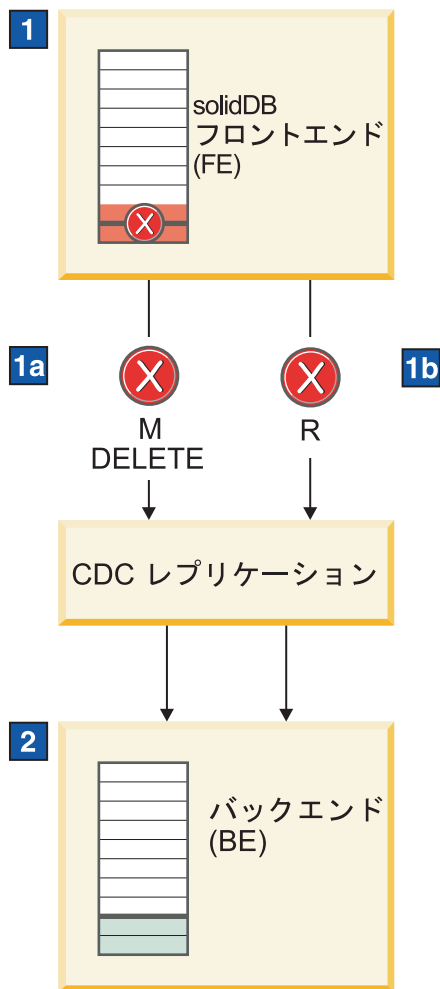 1
solidDB
フロントエンド
(FE)
1a
1b
M
DELETE
R
CDC レプリケーション
2
バックエンド
(BE)